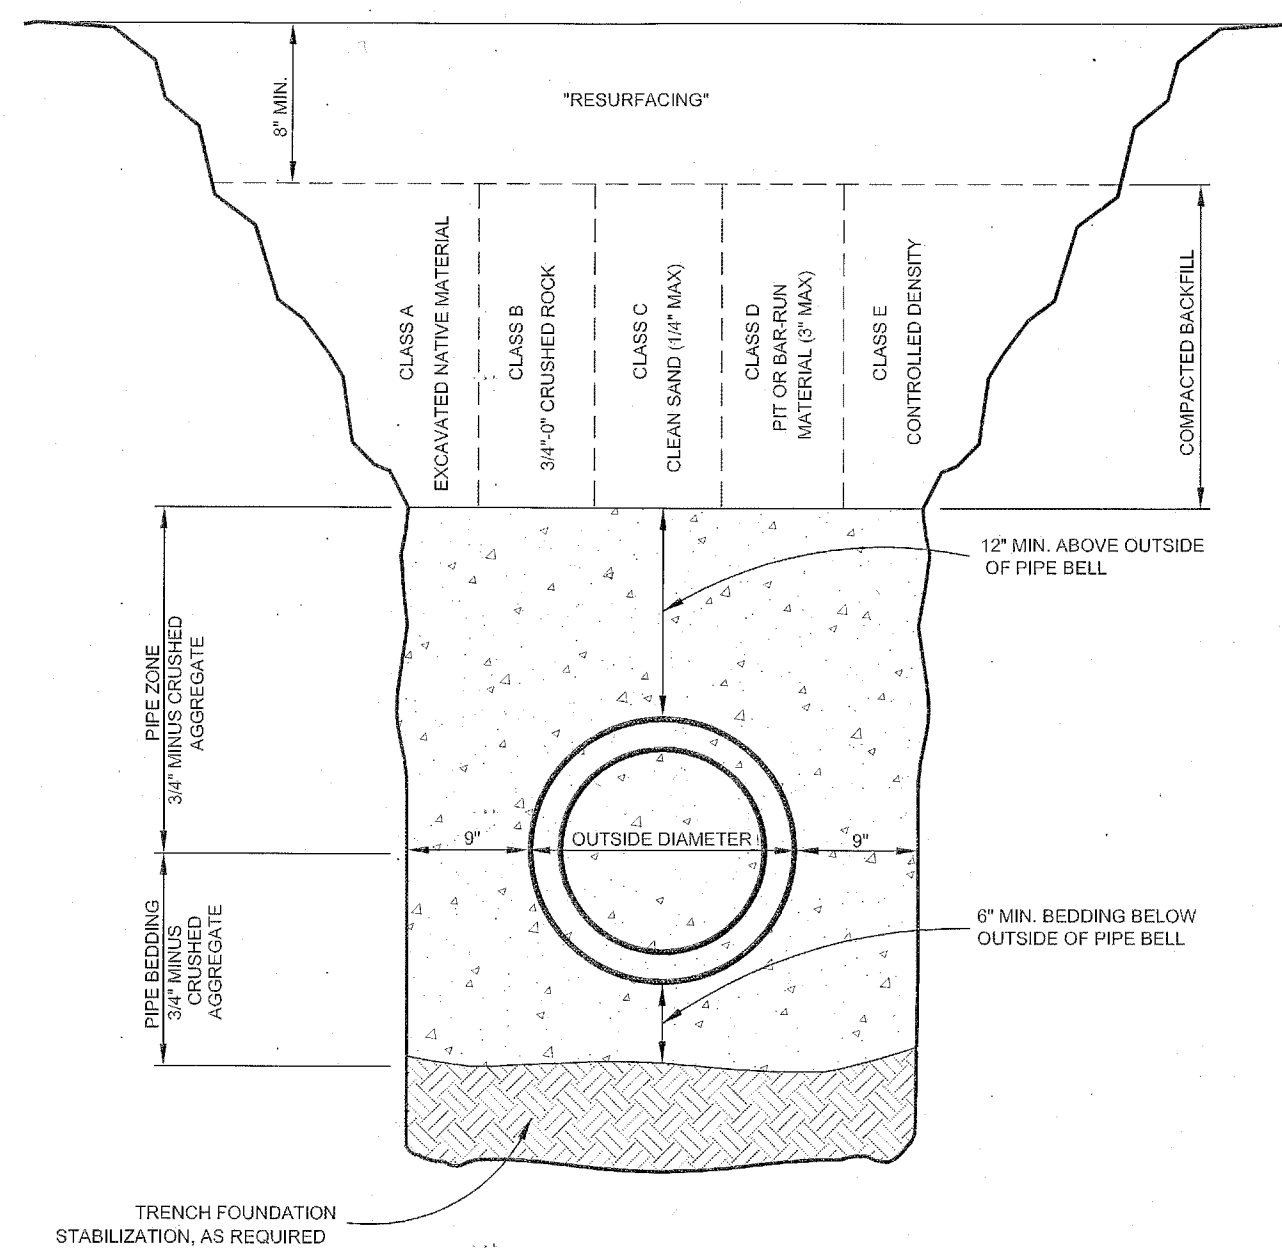 "RESURFACING"
8" MIN.
CLASS A
EXCAVATED NATIVE MATERIAL
CLASS B
3/4"-0" CRUSHED ROCK
CLASS C
CLEAN SAND (1/4" MAX)
CLASS D
PIT OR BAR-RUN
MATERIAL (3" MAX)
CLASS E
CONTROLLED DENSITY
COMPACTED BACKFILL
12" MIN. ABOVE OUTSIDE
OF PIPE BELL
PIPE ZONE
3/4" MINUS CRUSHED
AGGREGATE
9"
OUTSIDE DIAMETER
9"
PIPE BEDDING
3/4" MINUS
CRUSHED
AGGREGATE
6" MIN. BEDDING BELOW
OUTSIDE OF PIPE BELL
TRENCH FOUNDATION
STABILIZATION, AS REQUIRED